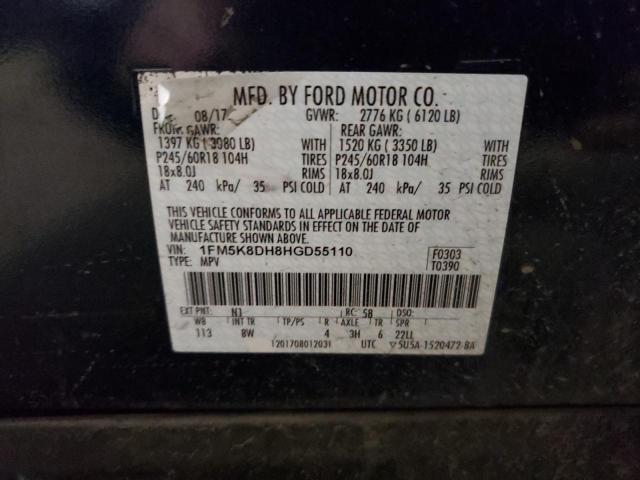 MFD. BY FORD MOTOR CO.
08/17 GVWR: 2776 KG ( 6120 LB)
FRONT GAWR: REAR GAWR:
1397 KG ( 3080 LB) WITH 1520 KG ( 3350 LB) WITH
P245/60R18 104H TIRES P245/60R18 104H TIRES
18x8.0J RIMS 18x8.0J RIMS
AT 240 kPa/ 35 PSI COLD AT 240 kPa/ 35 PSI COLD
THIS VEHICLE CONFORMS TO ALL APPLICABLE FEDERAL MOTOR
VEHICLE SAFETY STANDARDS IN EFFECT ON THE DATE OF
MANUFACTURE SHOWN ABOVE.
VIN: 1FM5K8DH8HGD55110 F0303
TYPE: MPV T0390
EXT PNT: N1 RC: 58 DSO:
WB INT TR TP/PS R AXLE TR SPR
113 8W 4 3H 6 22LL
1201708012031 UTC 5U5A-1520472-BA